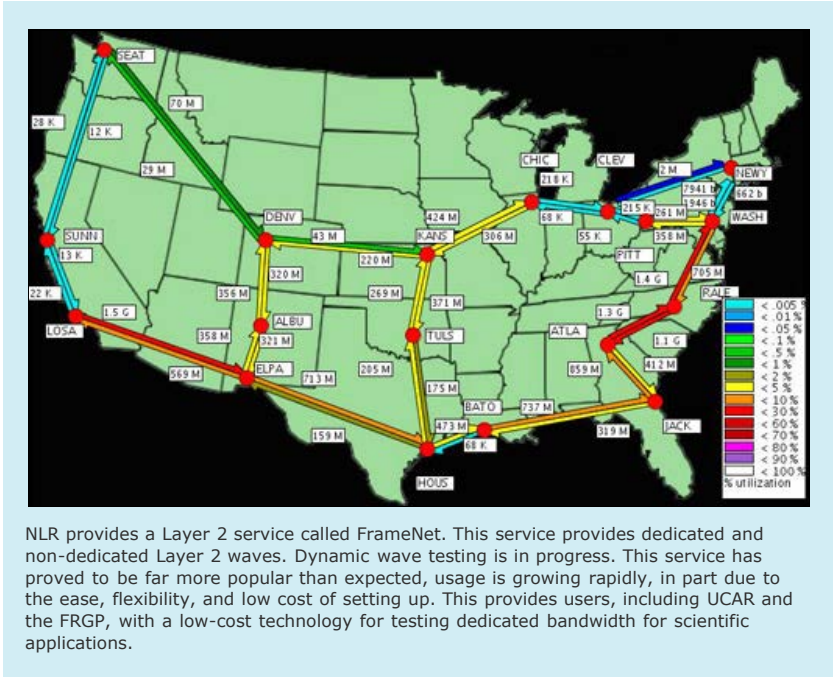 SEAT
70 M
28 K
12 K
29 M
CHIC
CLEV
2 M
NEWY
218 K
7941 b
662 b
1946 b
215 K
261 M
WASH
424 M
68 K
DENV
43 M
KANS
306 M
55 K
358 M
SUNN
13 K
220 M
PITT
320 M
1.4 G
705 M
22 K
356 M
269 M
371 M
RALE
1.5 G
1.3 G
LOSA
358 M
ALBU
321 M
TULS
ATLA
1.1 G
569 M
ELPA
713 M
205 M
859 M
412 M
175 M
BATO
737 M
473 M
JACK
159 M
68 K
319 M
HOUS
< .005 %
< .01 %
< .05 %
< .1 %
< .5 %
< 1 %
< 2 %
< 5 %
< 10 %
< 30 %
< 60 %
< 70 %
< 80 %
< 90 %
< 100 %
% utilization
NLR provides a Layer 2 service called FrameNet. This service provides dedicated and
non-dedicated Layer 2 waves. Dynamic wave testing is in progress. This service has
proved to be far more popular than expected, usage is growing rapidly, in part due to
the ease, flexibility, and low cost of setting up. This provides users, including UCAR and
the FRGP, with a low-cost technology for testing dedicated bandwidth for scientific
applications.